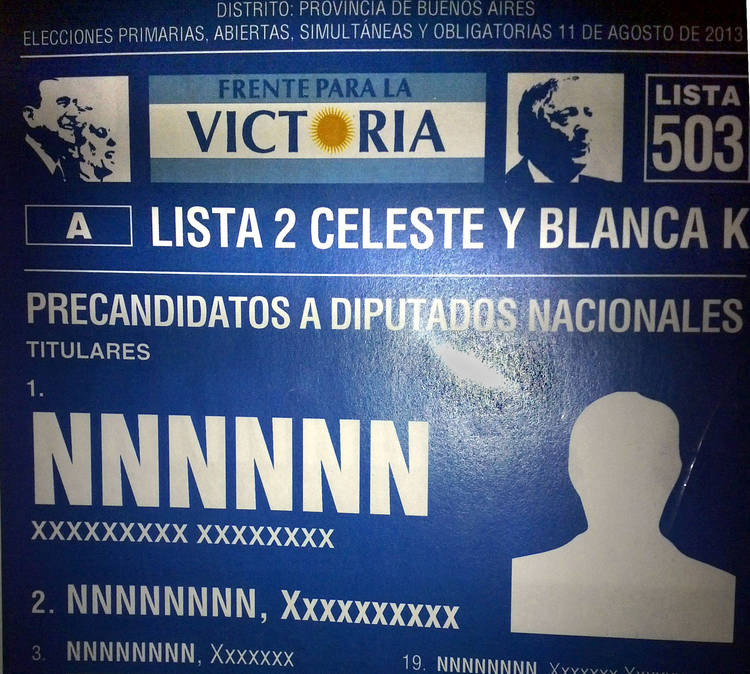 DISTRITO: PROVINCIA DE BUENOS AIRES
ELECCIONES PRIMARIAS, ABIERTAS, SIMULTÁNEAS Y OBLIGATORIAS 11 DE AGOSTO DE 2013
FRENTE PARA LA
VICTORIA
LISTA
503
A
LISTA 2 CELESTE Y BLANCA K
PRECANDIDATOS A DIPUTADOS NACIONALES
TITULARES
1.
NNNNNN
XXXXXXXXX XXXXXXXX
2. NNNNNNNN, Xxxxxxxxxx
3. NNNNNNNN, Xxxxxxx
19. NNNNNNNN, Xxxxxxx